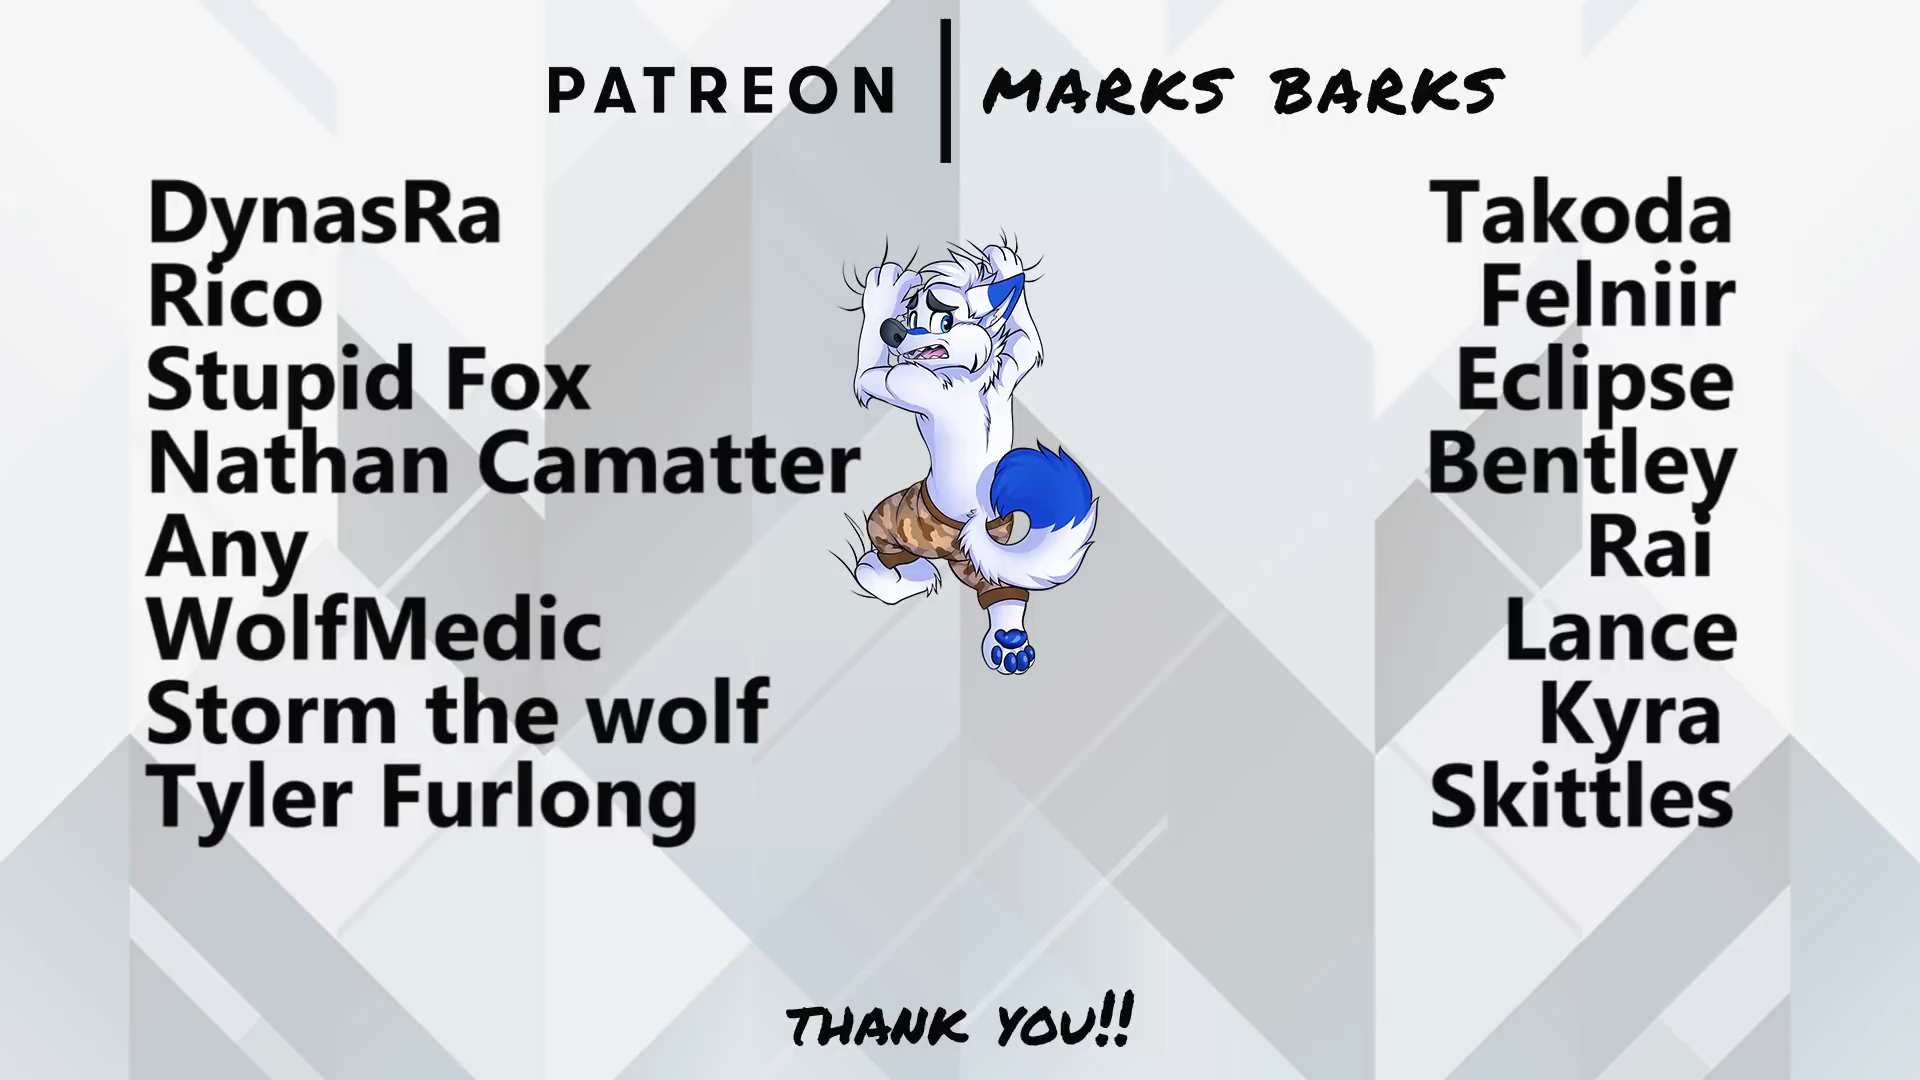 PATREON | MARKS BARKS
DynasRa
Rico
Stupid Fox
Nathan Camatter
Any
WolfMedic
Storm the wolf
Tyler Furlong
Takoda
Felniir
Eclipse
Bentley
Rai
Lance
Kyra
Skittles
THANK YOU!!